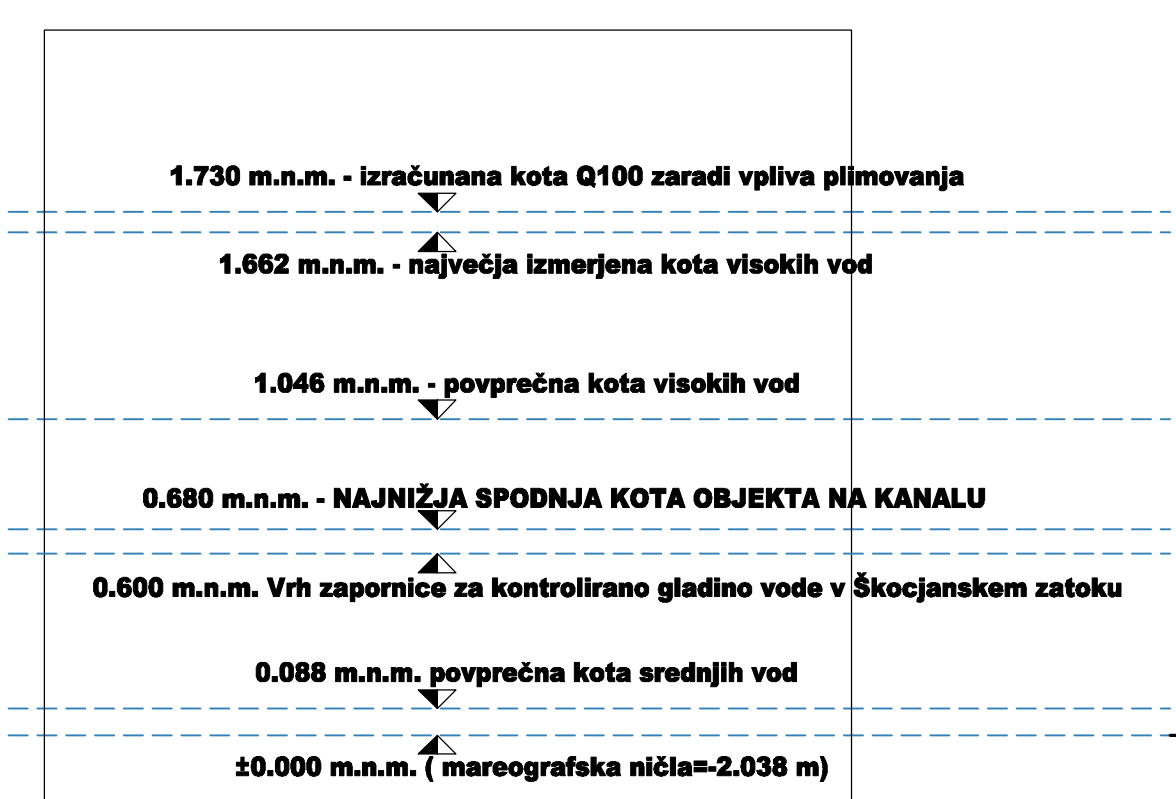 1.730 m.n.m. - izračunana kota Q100 zaradi vpliva plimovanja
1.662 m.n.m. - največja izmerjena kota visokih vod
1.046 m.n.m. - povprečna kota visokih vod
0.680 m.n.m. - NAJNIŽJA SPODNJA KOTA OBJEKTA NA KANALU
0.600 m.n.m. Vrh zapornice za kontrolirano gladino vode v Škocjanskem zatoku
0.088 m.n.m. povprečna kota srednjih vod
±0.000 m.n.m. ( mareografska ničla=-2.038 m)